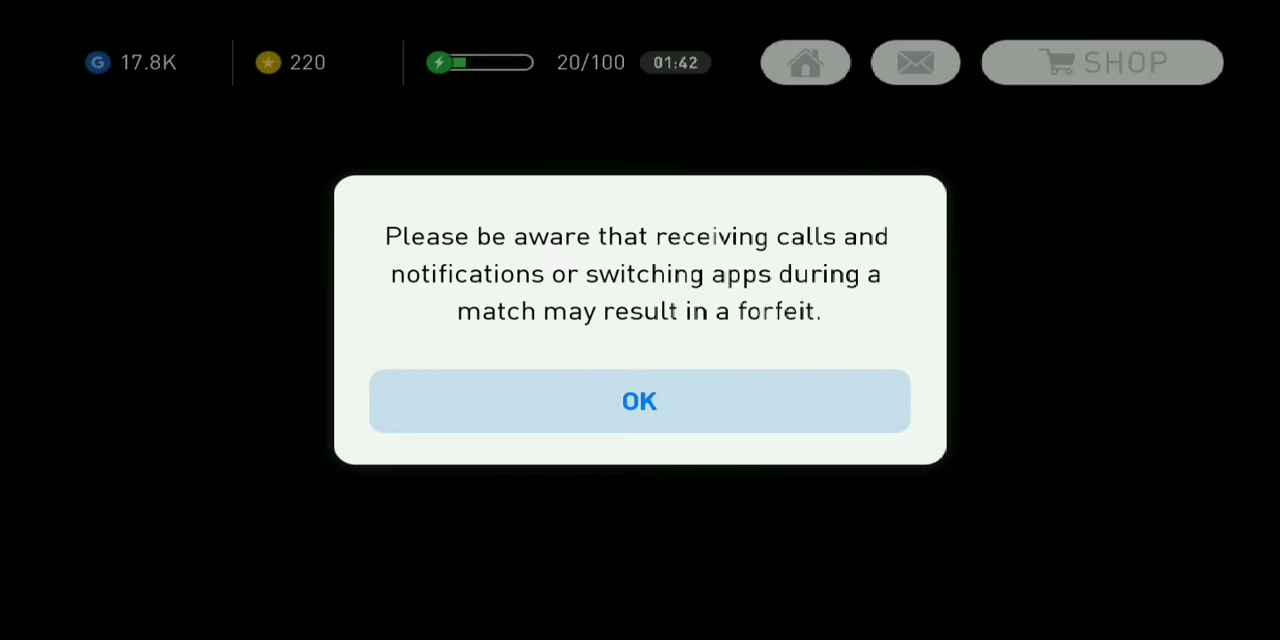 G 17.8K 220 20/100 01:42 SHOP
Please be aware that receiving calls and
notifications or switching apps during a
match may result in a forfeit.
OK